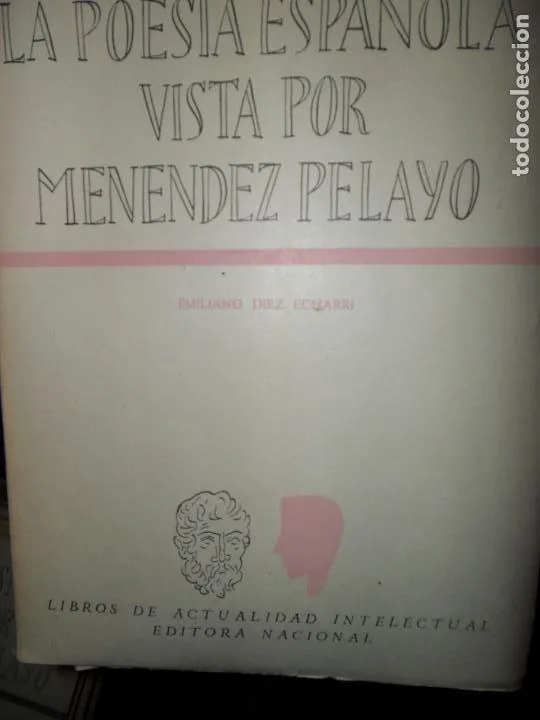 LA POESIA ESPAÑOLA
VISTA POR
MENENDEZ PELAYO
EMILIANO DIEZ ECHARRI
LIBROS DE ACTUALIDAD INTELECTUAL
EDITORA NACIONAL
todocoleccion